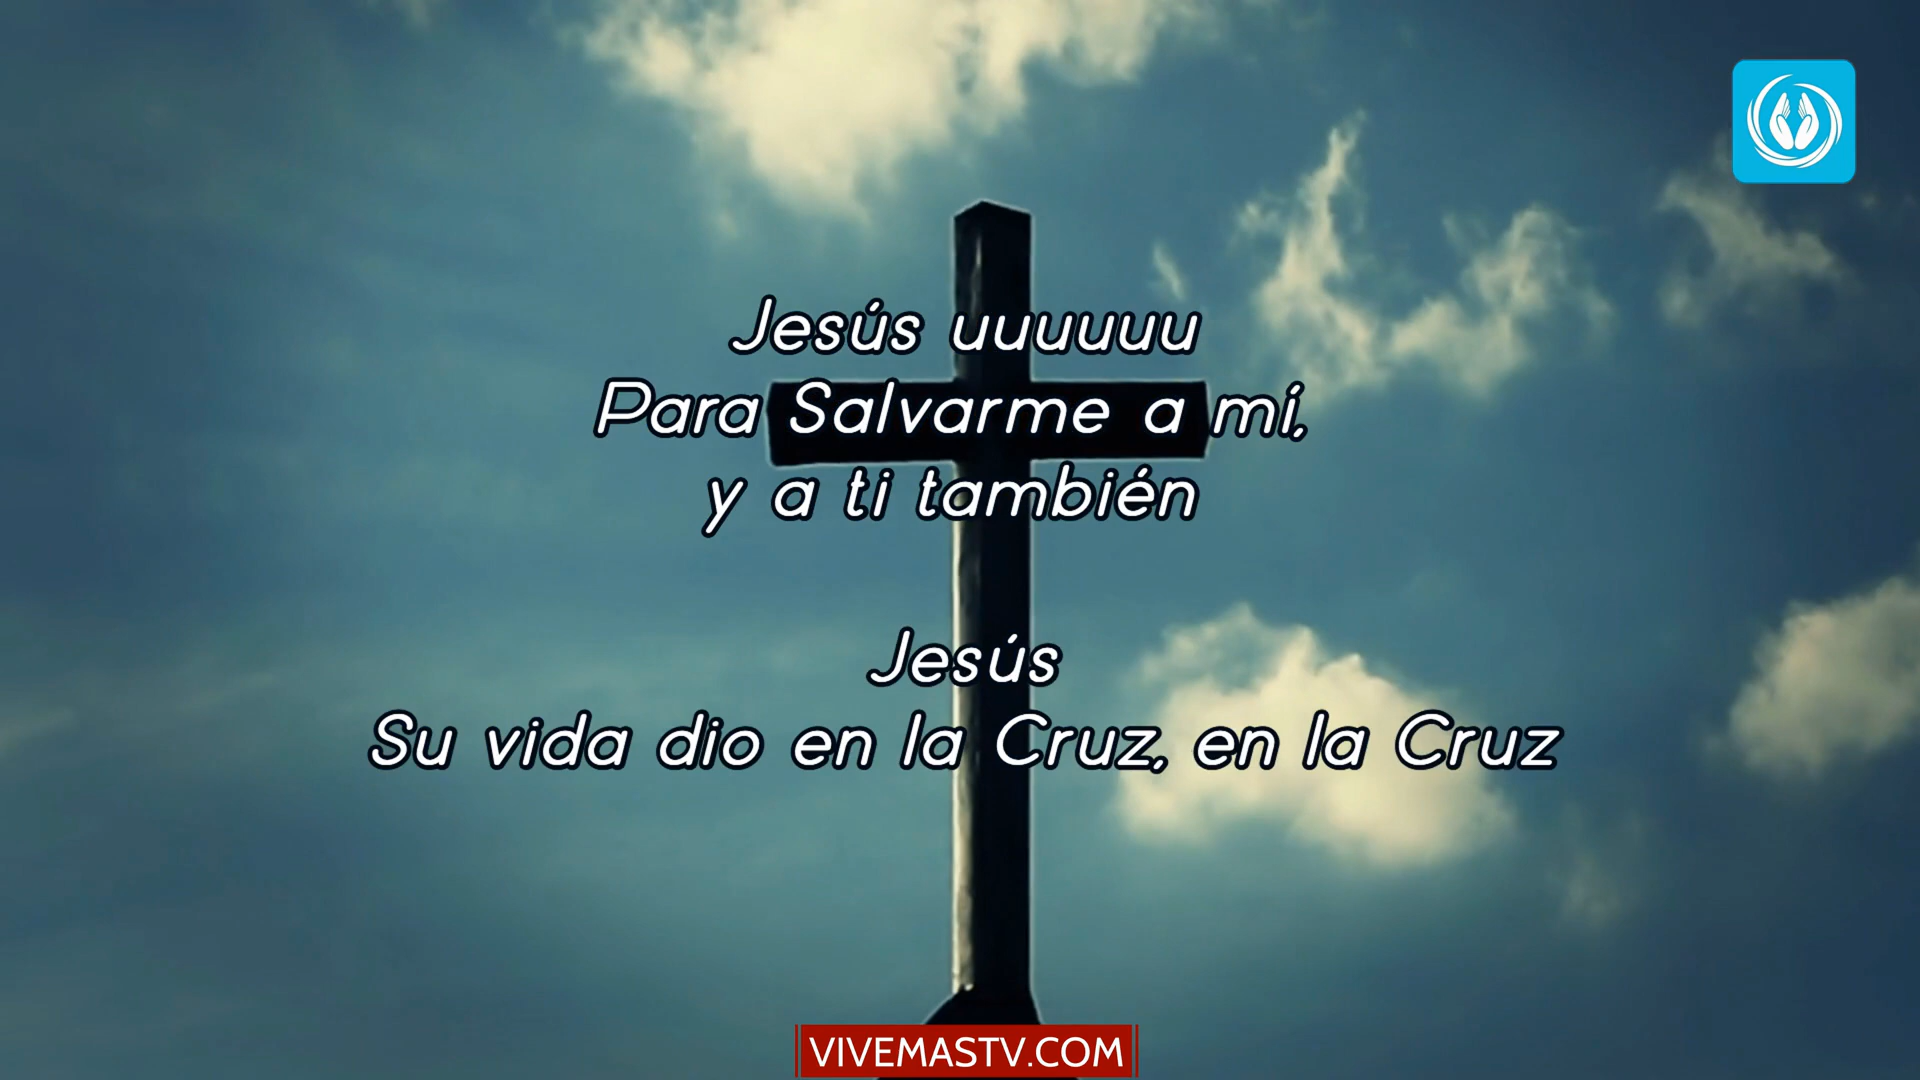 Jesús uuuuuu
Para Salvarme a mí,
y a ti también
Jesús
Su vida dio en la Cruz, en la Cruz
VIVEMASTV.COM